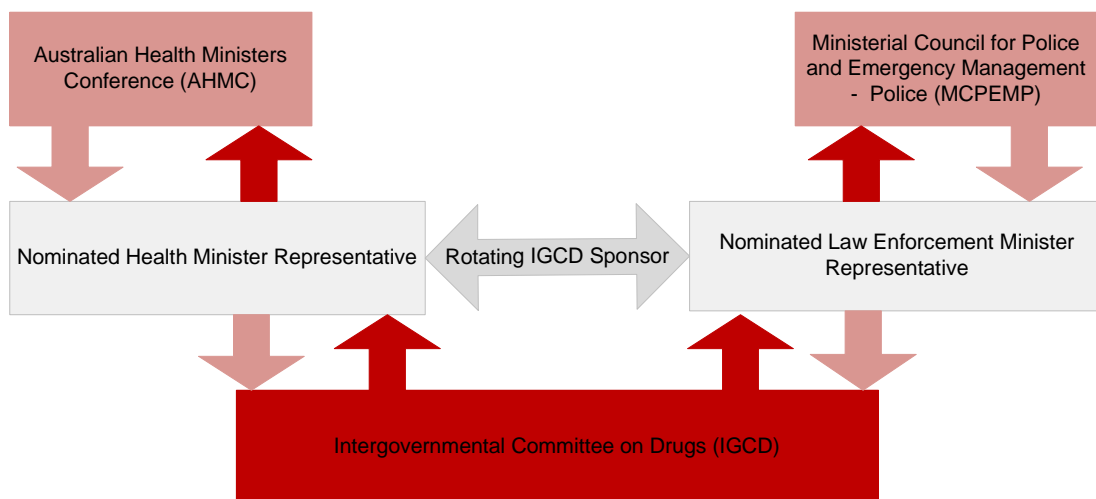 Australian Health Ministers
Conference (AHMC)
Ministerial Council for Police
and Emergency Management
- Police (MCPEMP)
Nominated Health Minister Representative
Rotating IGCD Sponsor
Nominated Law Enforcement Minister
Representative
Intergovernmental Committee on Drugs (IGCD)